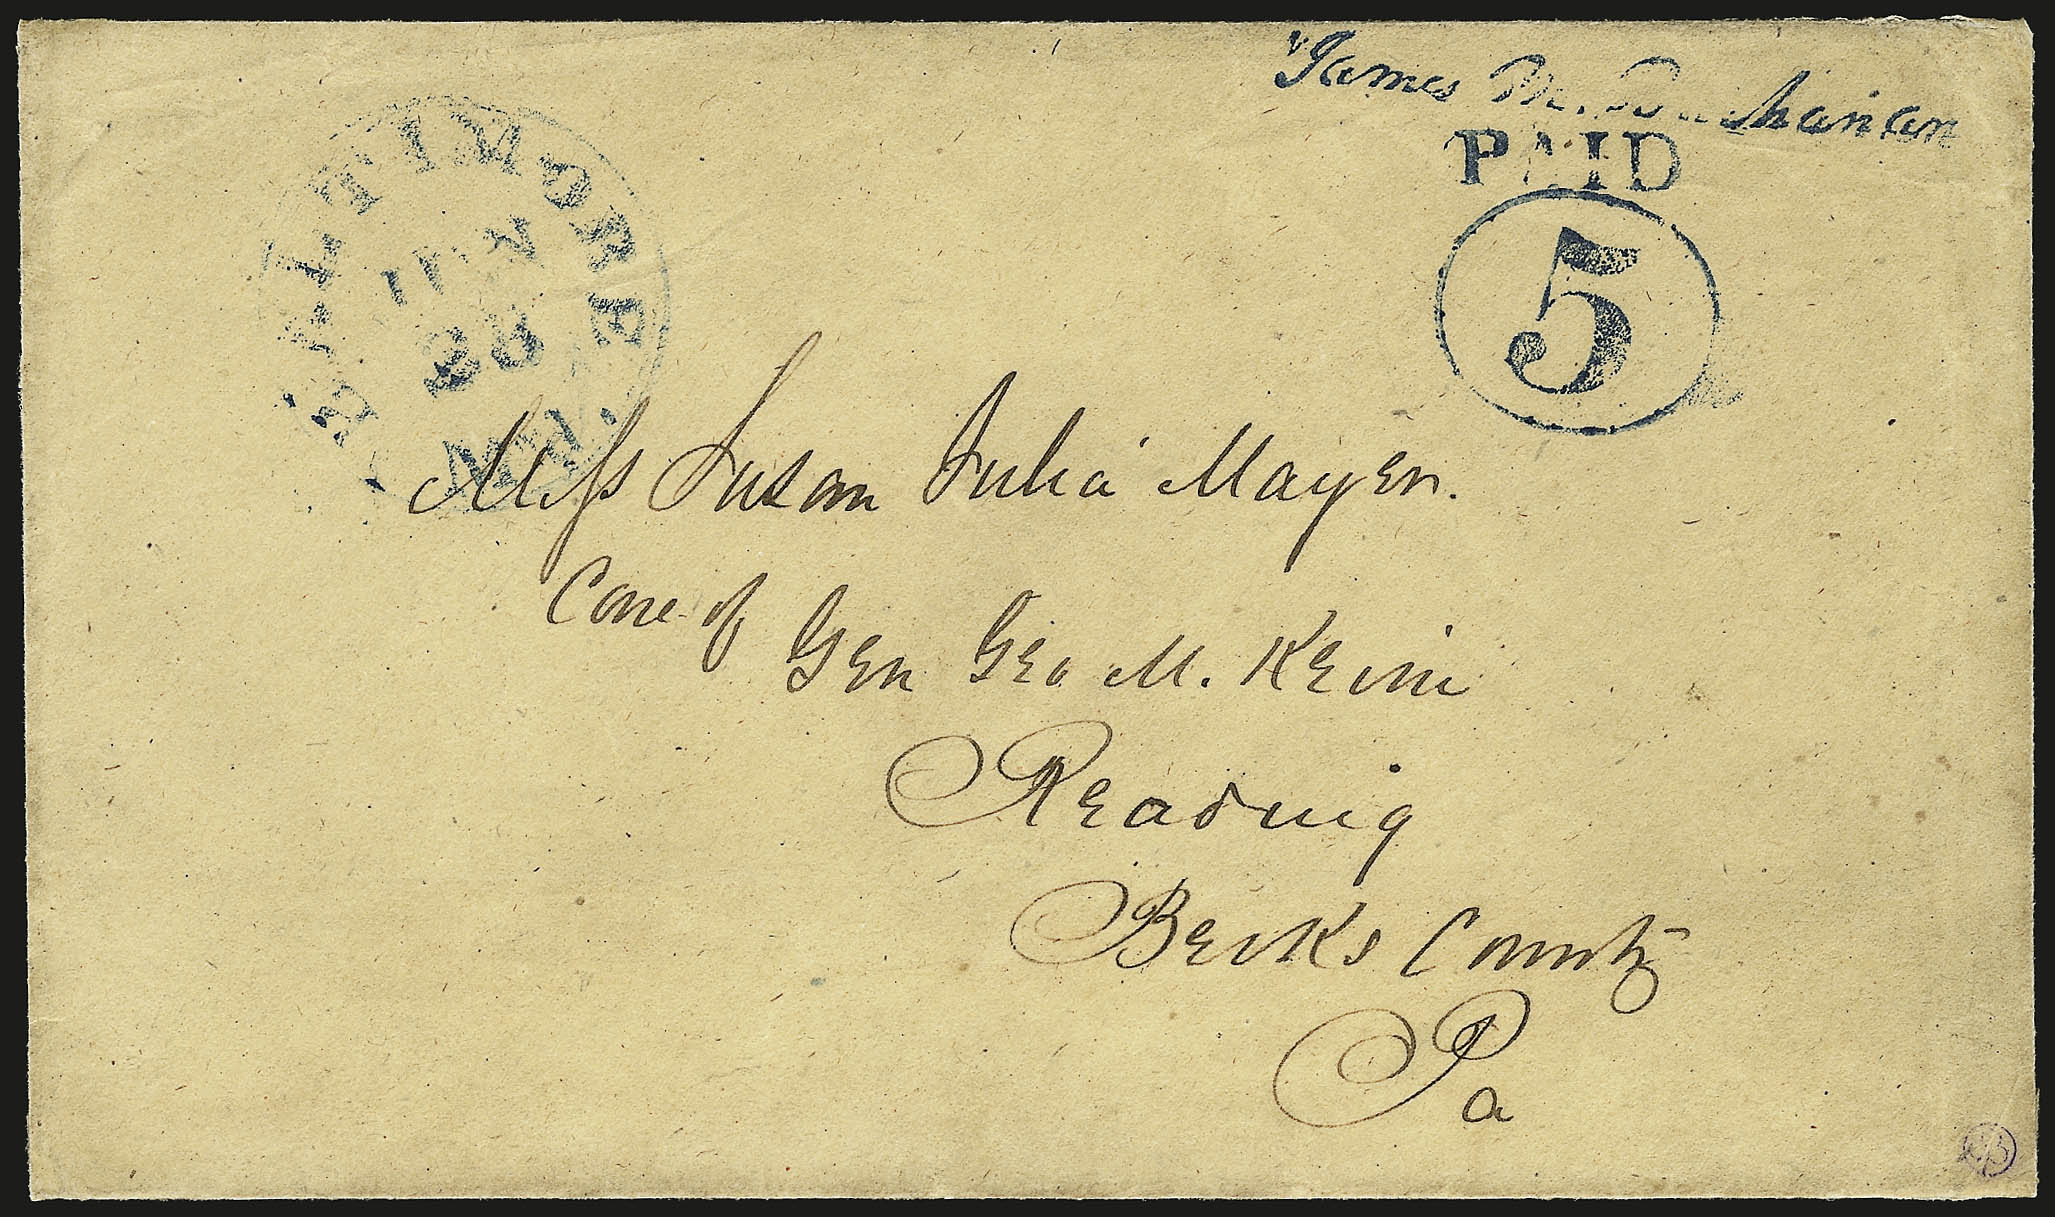 James M. Buchanan
PAID
5
BALTIMORE
28
Md.
Miss Susan Julia Mayer.
Care of
Gen Geo M. Keim
Reading
Berks County
Pa